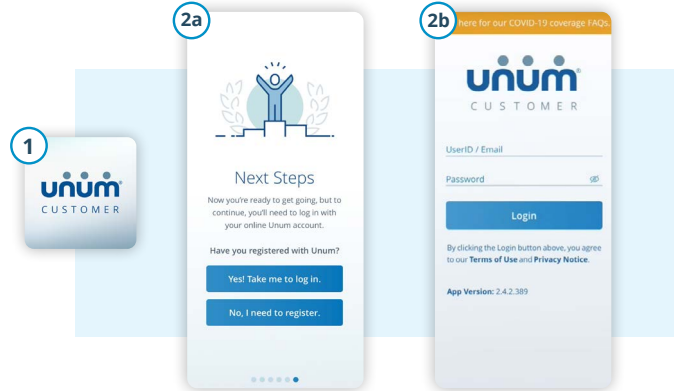 1
unum
CUSTOMER
2a
Next Steps
Now you're ready to get going, but to
continue, you'll need to log in with
your online Unum account.
Have you registered with Unum?
Yes! Take me to log in.
No, I need to register.
2b
here for our COVID-19 coverage FAQs.
unum®
CUSTOMER
UserID / Email
Password
Login
By clicking the Login button above, you agree
to our Terms of Use and Privacy Notice.
App Version: 2.4.2.389